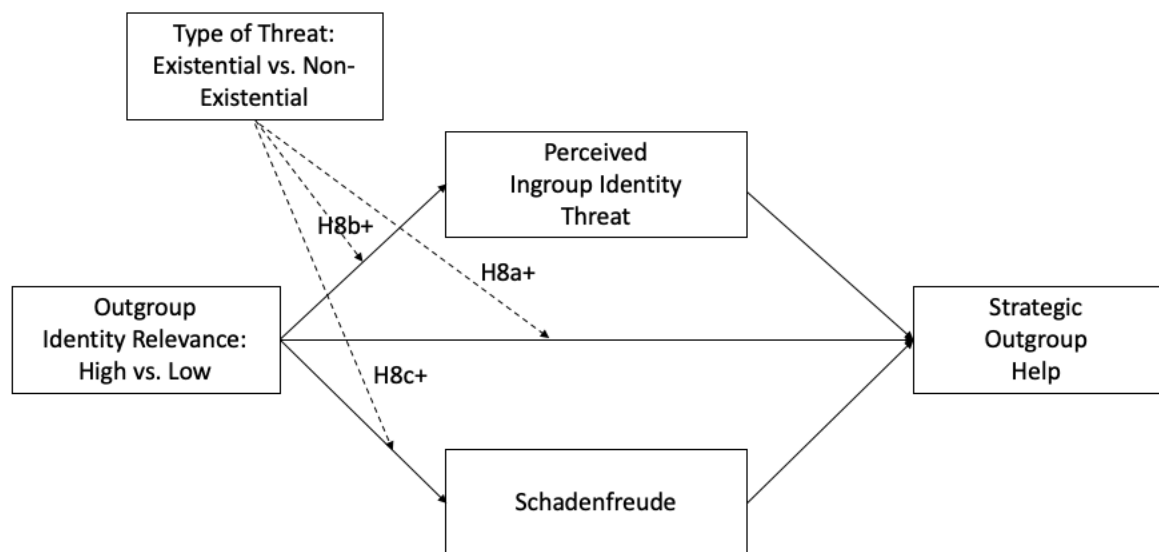 Type of Threat:
Existential vs. Non-
Existential
Perceived
Ingroup Identity
Threat
H8b+
H8a+
Outgroup
Identity Relevance:
High vs. Low
Strategic
Outgroup
Help
H8c+
Schadenfreude